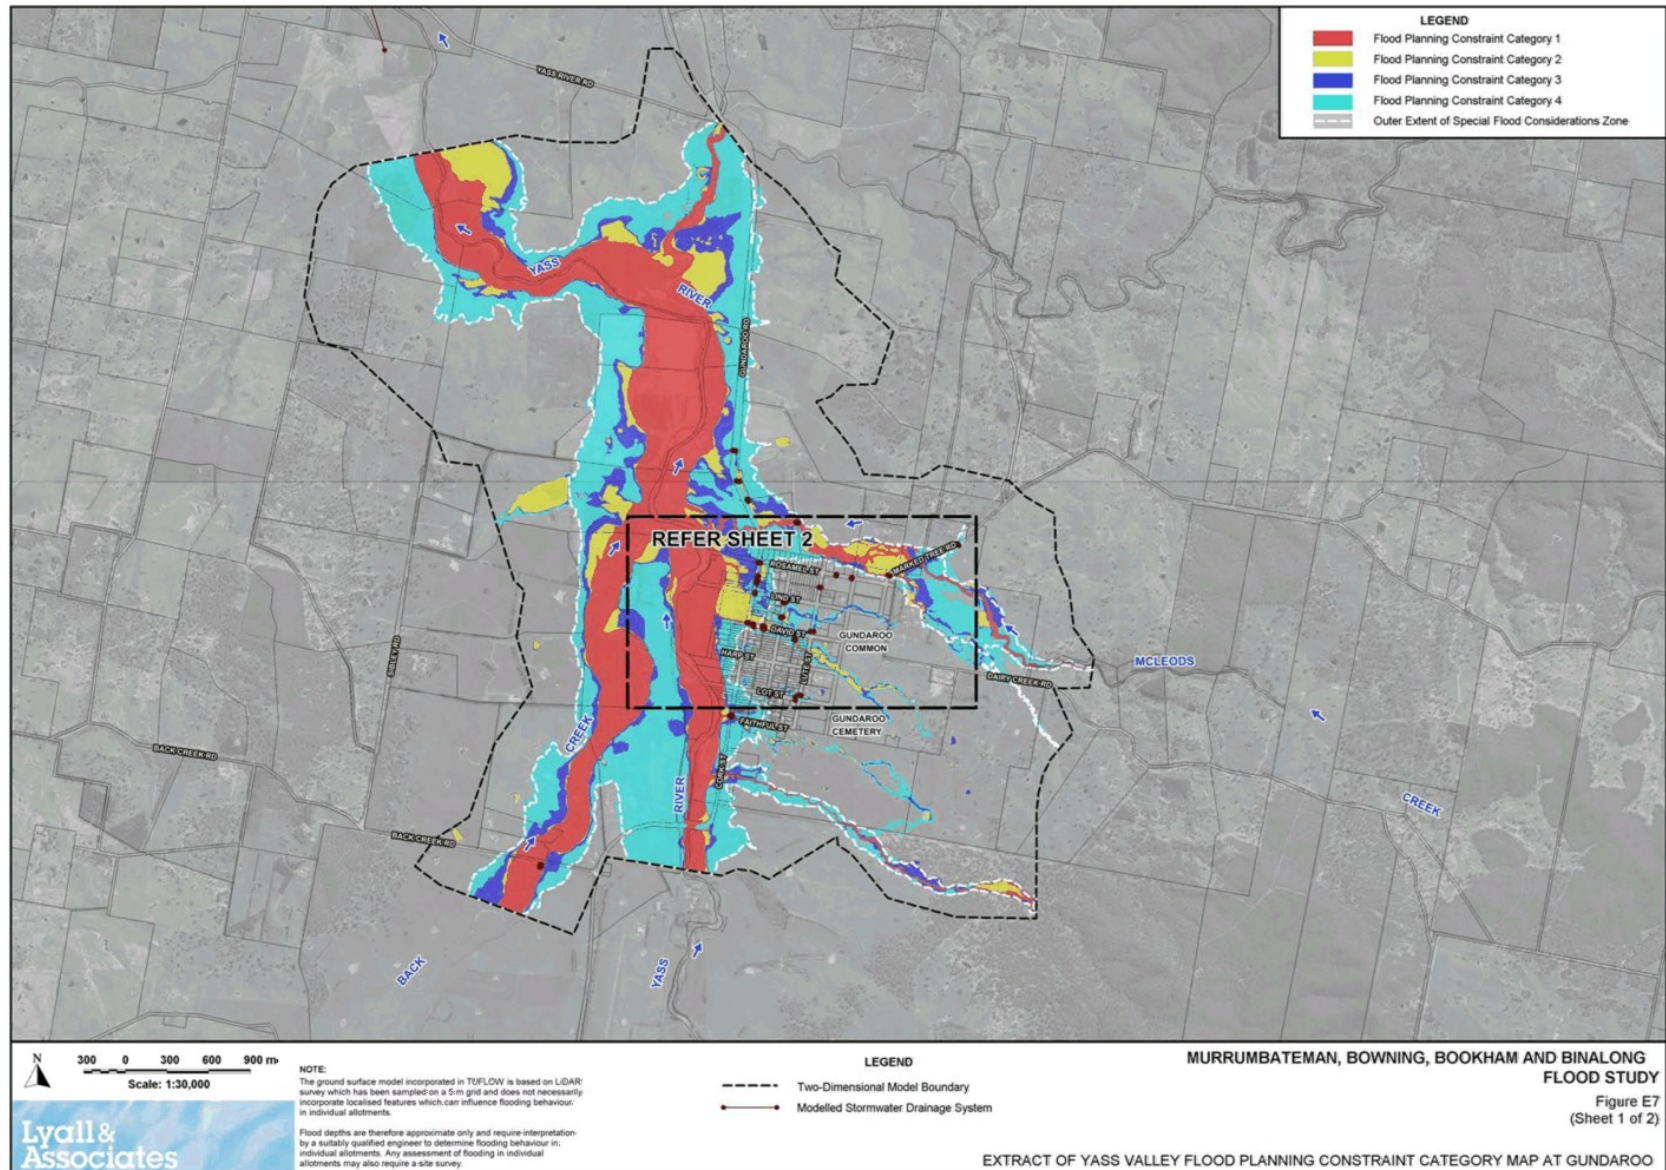 LEGEND
Flood Planning Constraint Category 1
Flood Planning Constraint Category 2
Flood Planning Constraint Category 3
Flood Planning Constraint Category 4
Outer Extent of Special Flood Considerations Zone
YASS RIVER RD
YASS
RIVER
GUNDAROO RD
REFER SHEET 2
ROSAMEL ST
MARKED TREE RD
LIND ST
DAVID ST
GUNDAROO
COMMON
HARP ST
LUTE ST
SHILEY RD
MCLEODS
DAIRY CREEK RD
LOT ST
FAITHFUL ST
GUNDAROO
CEMETERY
CREEK
BACK CREEK RD
CORK ST
RIVER
CREEK
BACK CREEK RD
BACK
YASS
N
300 0 300 600 900 m
Scale: 1:30,000
NOTE:
The ground surface model incorporated in TUFLOW is based on LiDAR
survey which has been sampled on a 5m grid and does not necessarily
incorporate localised features which can influence flooding behaviour
in individual allotments.
Flood depths are therefore approximate only and require interpretation
by a suitably qualified engineer to determine flooding behaviour in
individual allotments. Any assessment of flooding in individual
allotments may also require a site survey.
Lyall &
Associates
LEGEND
Two-Dimensional Model Boundary
Modelled Stormwater Drainage System
MURRUMBATEMAN, BOWNING, BOOKHAM AND BINALONG
FLOOD STUDY
Figure E7
(Sheet 1 of 2)
EXTRACT OF YASS VALLEY FLOOD PLANNING CONSTRAINT CATEGORY MAP AT GUNDAROO